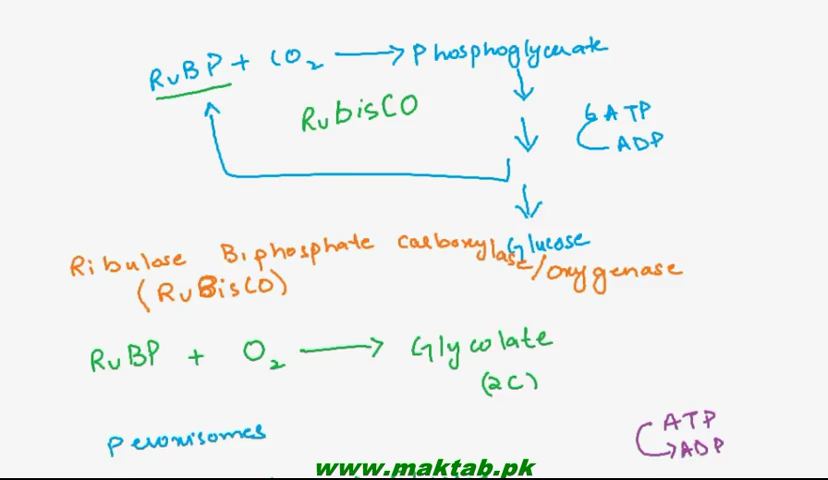 RuBP + CO2 → Phosphoglycerate
RubisCO
ATP
ADP
Glucose
Ribulose Biphosphate carboxylase/oxygenase
(RuBisCO)
RuBP + O2 → Glycolate
(2C)
Peroxisomes
ATP
ADP
www.maktab.pk